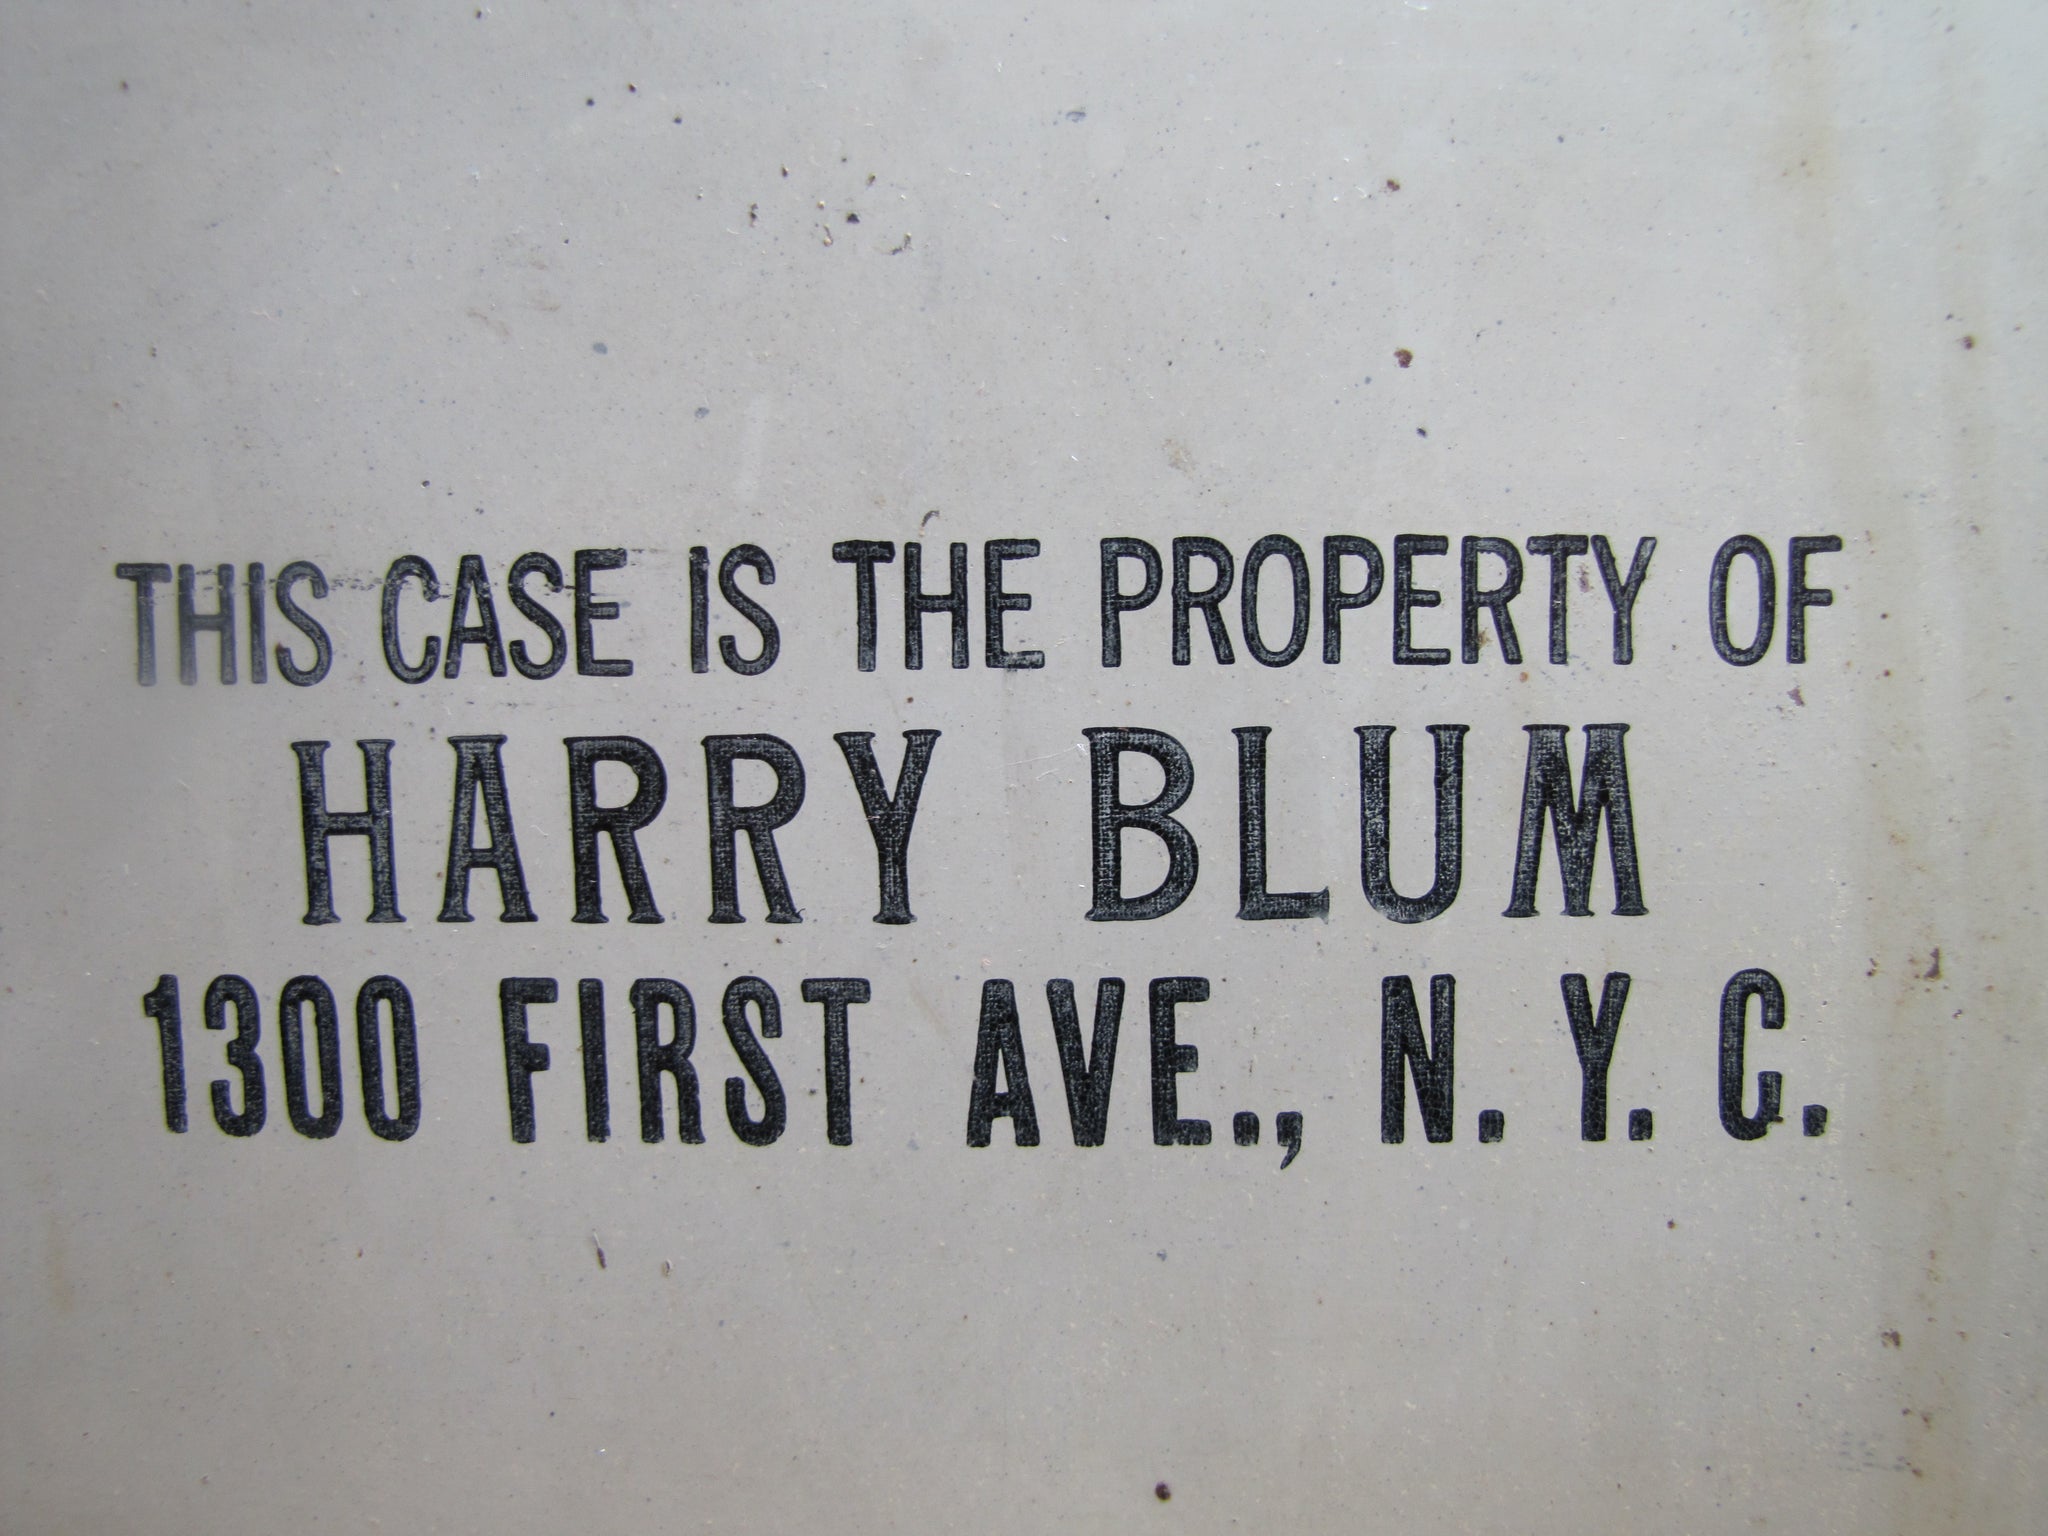 THIS CASE IS THE PROPERTY OF
HARRY BLUM
1300 FIRST AVE., N. Y. C.